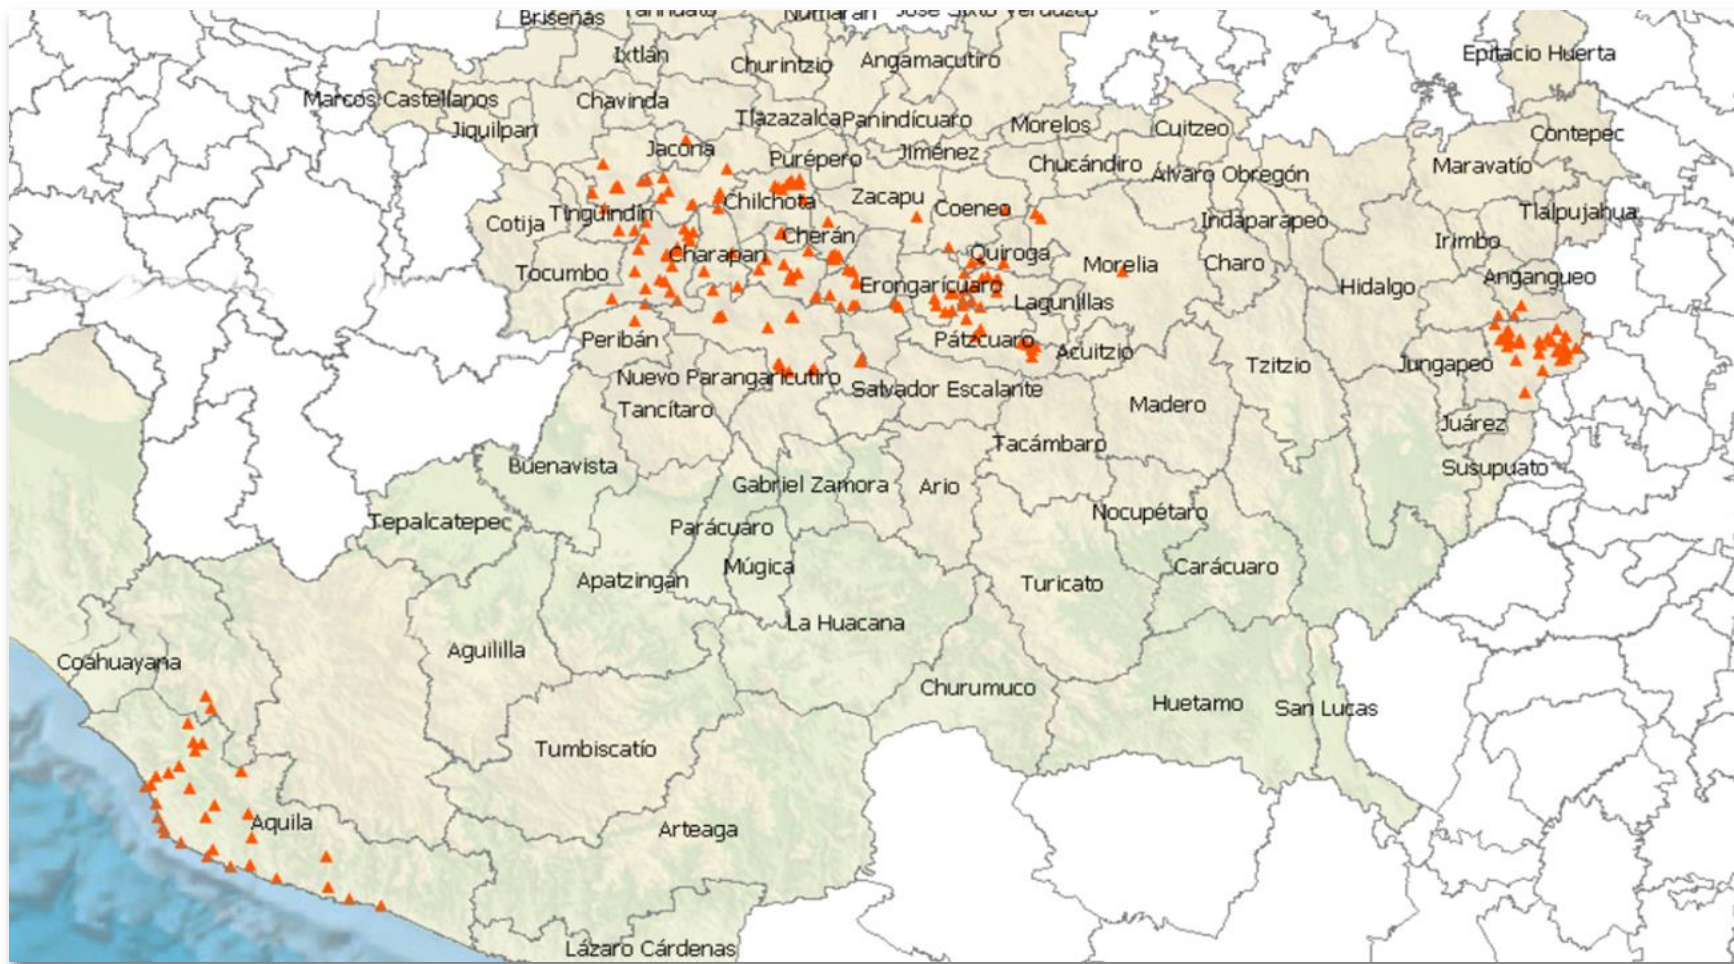 Briseñas
Numarán
José Sixto Verduzco
Ixtlán
Churintzio
Angamacutiro
Epitacio Huerta
Marcos Castellanos
Chavinda
Tlazazalca
Panindícuaro
Jiquilpan
Morelos
Cuitzeo
Contepec
Jacona
Purépero
Jiménez
Chucándiro
Álvaro Obregón
Maravatío
Chilchota
Zacapu
Coeneo
Cotija
Tingüindín
Indaparapeo
Tlalpujahua
Cherán
Irimbo
Charapan
Quiroga
Morelia
Charo
Tocumbo
Angangueo
Erongarícuaro
Hidalgo
Lagunillas
Peribán
Pátzcuaro
Acuitzio
Tzitzio
Jungapeo
Nuevo Parangaricutiro
Salvador Escalante
Tancítaro
Madero
Juárez
Tacámbaro
Buenavista
Susupuato
Gabriel Zamora
Ario
Tepalcatepec
Parácuaro
Nocupétaro
Múgica
Apatzingán
Turicato
Carácuaro
La Huacana
Aguililla
Coahuayana
Churumuco
Huetamo
San Lucas
Tumbiscatío
Aquila
Arteaga
Lázaro Cárdenas